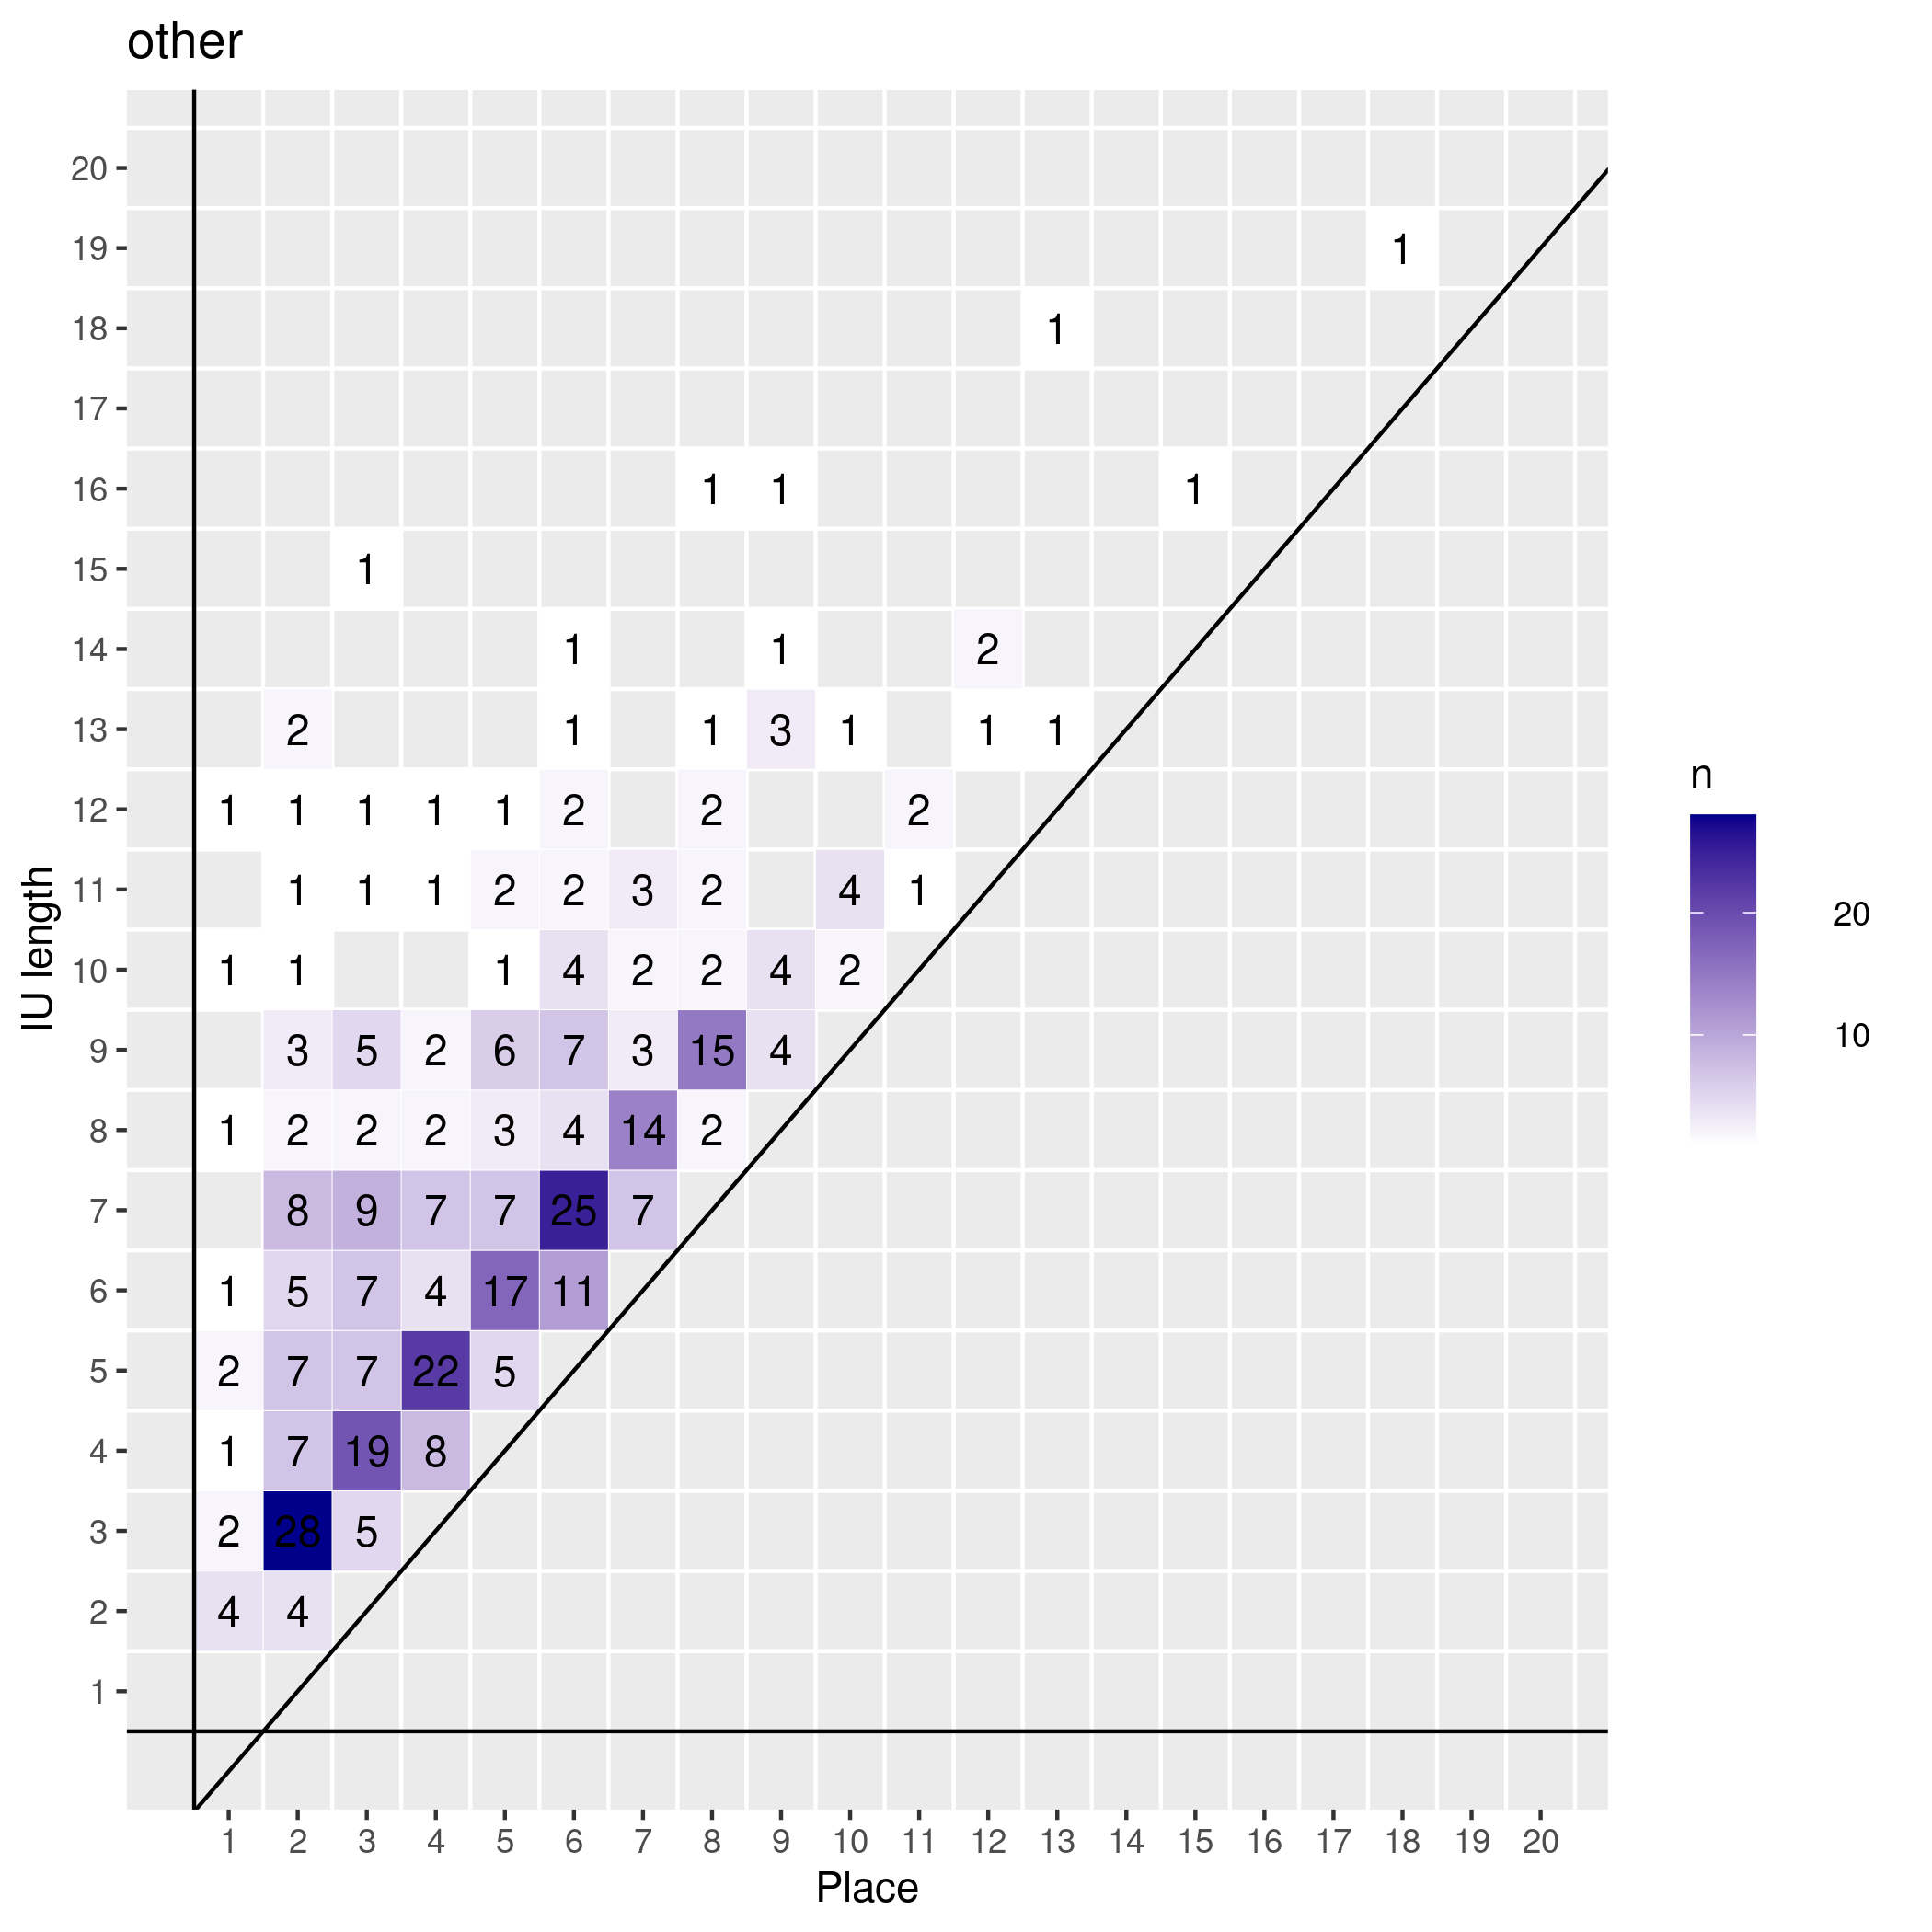 other
20
19 1
18 1
17
16 1 1 1
15 1
14 1 1 2
13 2 1 1 3 1 1 1
12 1 1 1 1 1 2 2 2
11 1 1 1 2 2 3 2 4 1
10 1 1 1 4 2 2 4 2
9 3 5 2 6 7 3 15 4
8 1 2 2 2 3 4 14 2
7 8 9 7 7 25 7
6 1 5 7 4 17 11
5 2 7 7 22 5
4 1 7 19 8
3 2 28 5
2 4 4
1
1 2 3 4 5 6 7 8 9 10 11 12 13 14 15 16 17 18 19 20
Place
IU length
n
20
10